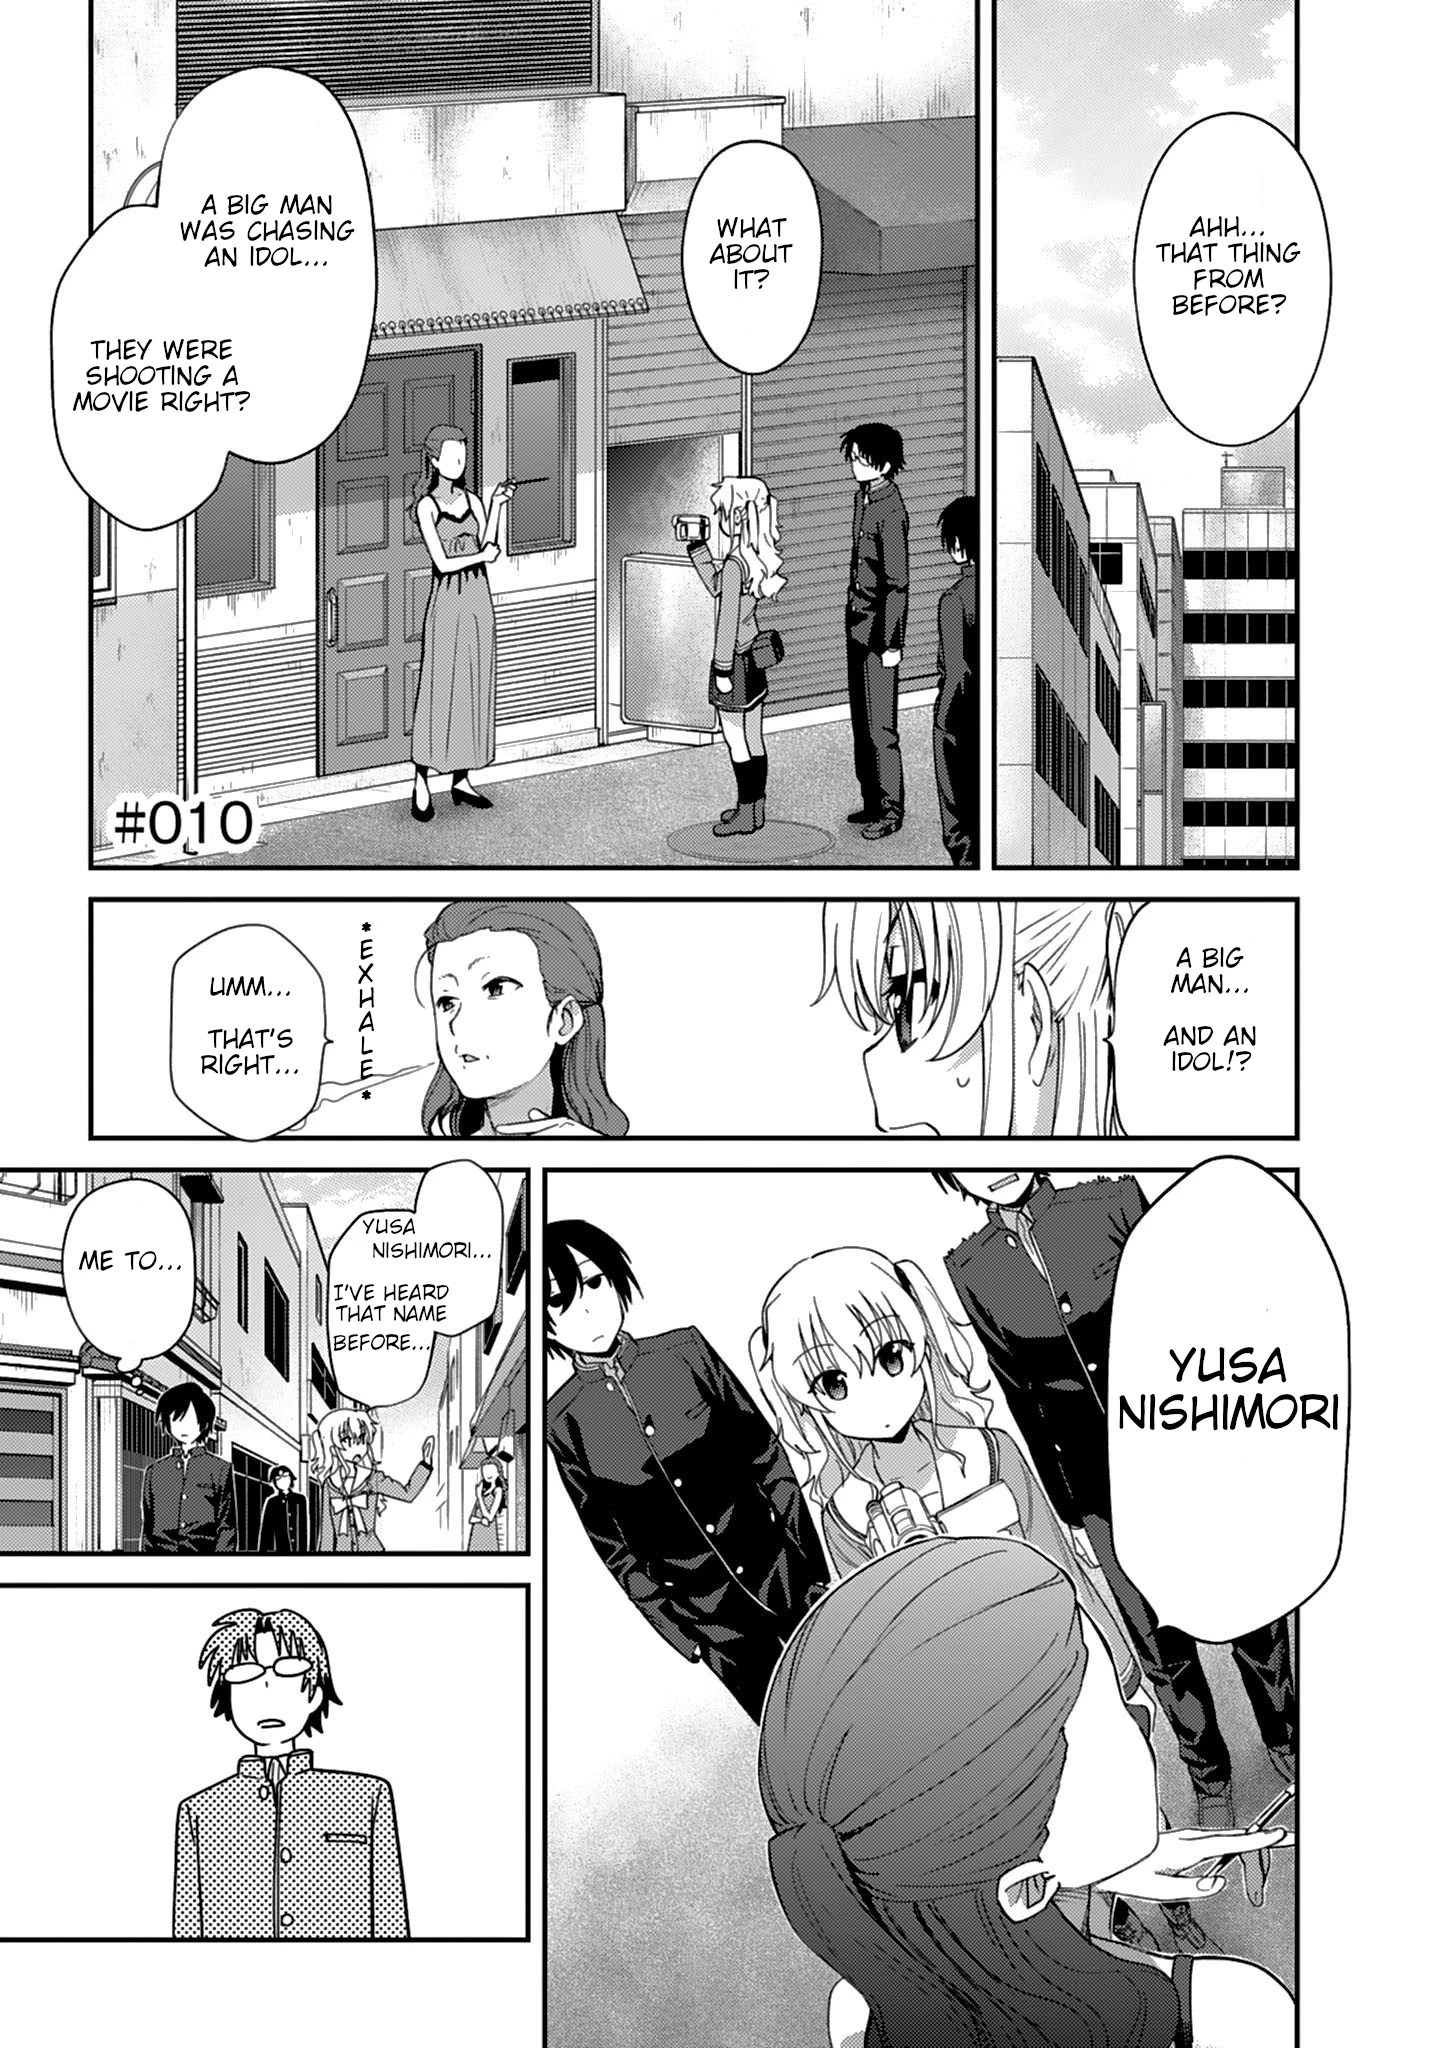 AHH...
THAT THING
FROM
BEFORE?
WHAT
ABOUT
IT?
A BIG MAN
WAS CHASING
AN IDOL...
THEY WERE
SHOOTING A
MOVIE RIGHT?
#010
A BIG
MAN...
AND AN
IDOL!?
*EXHALE*
UMM...
THAT'S
RIGHT...
YUSA
NISHIMORI
YUSA
NISHIMORI...
I'VE HEARD
THAT NAME
BEFORE...
ME TO...